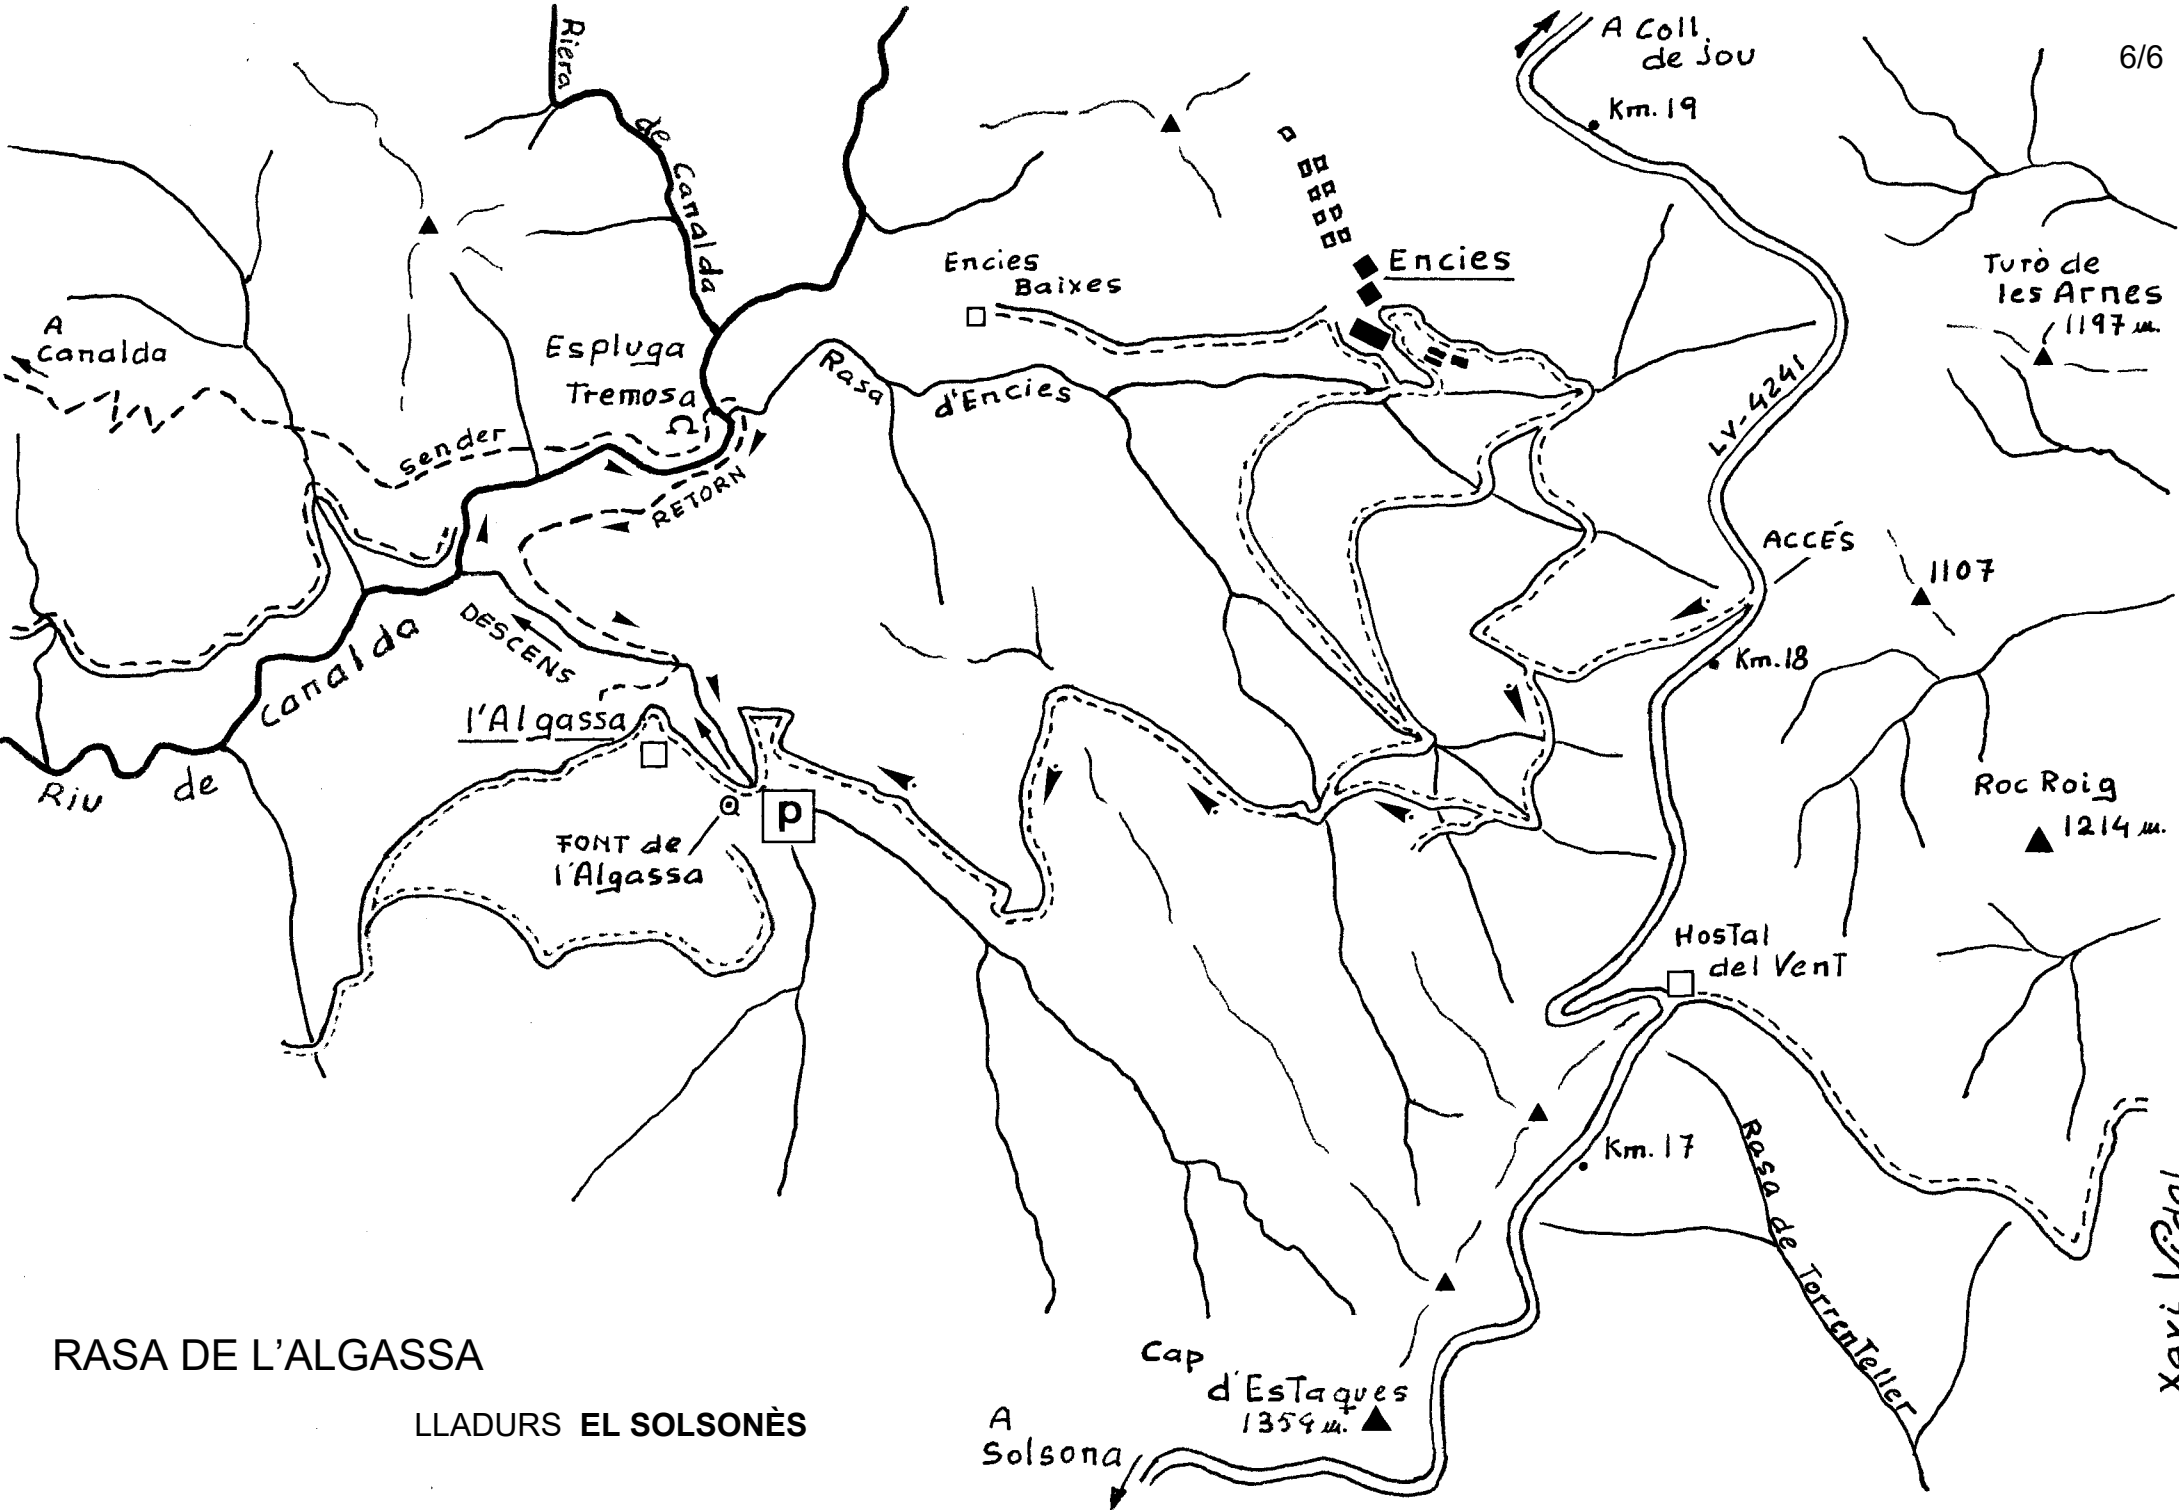 A Coll
de Jou
6/6
Km. 19
Riera
de Canalda
Encies
Baixes
Encies
Turó de
les Arnes
1197 m.
A
Canalda
Espluga
Tremosa
Ω
Rasa
d'Encies
LV-4241
sender
RETORN
ACCÉS
1107
DESCENS
Km. 18
l'Algassa
Riu de Canalda
P
Roc Roig
1214 m.
FONT de
l'Algassa
Hostal
del Vent
Km. 17
Rasa de Torrenteller
Cap
d'Estaques
1354 m.
A
Solsona
RASA DE L'ALGASSA
LLADURS EL SOLSONÈS